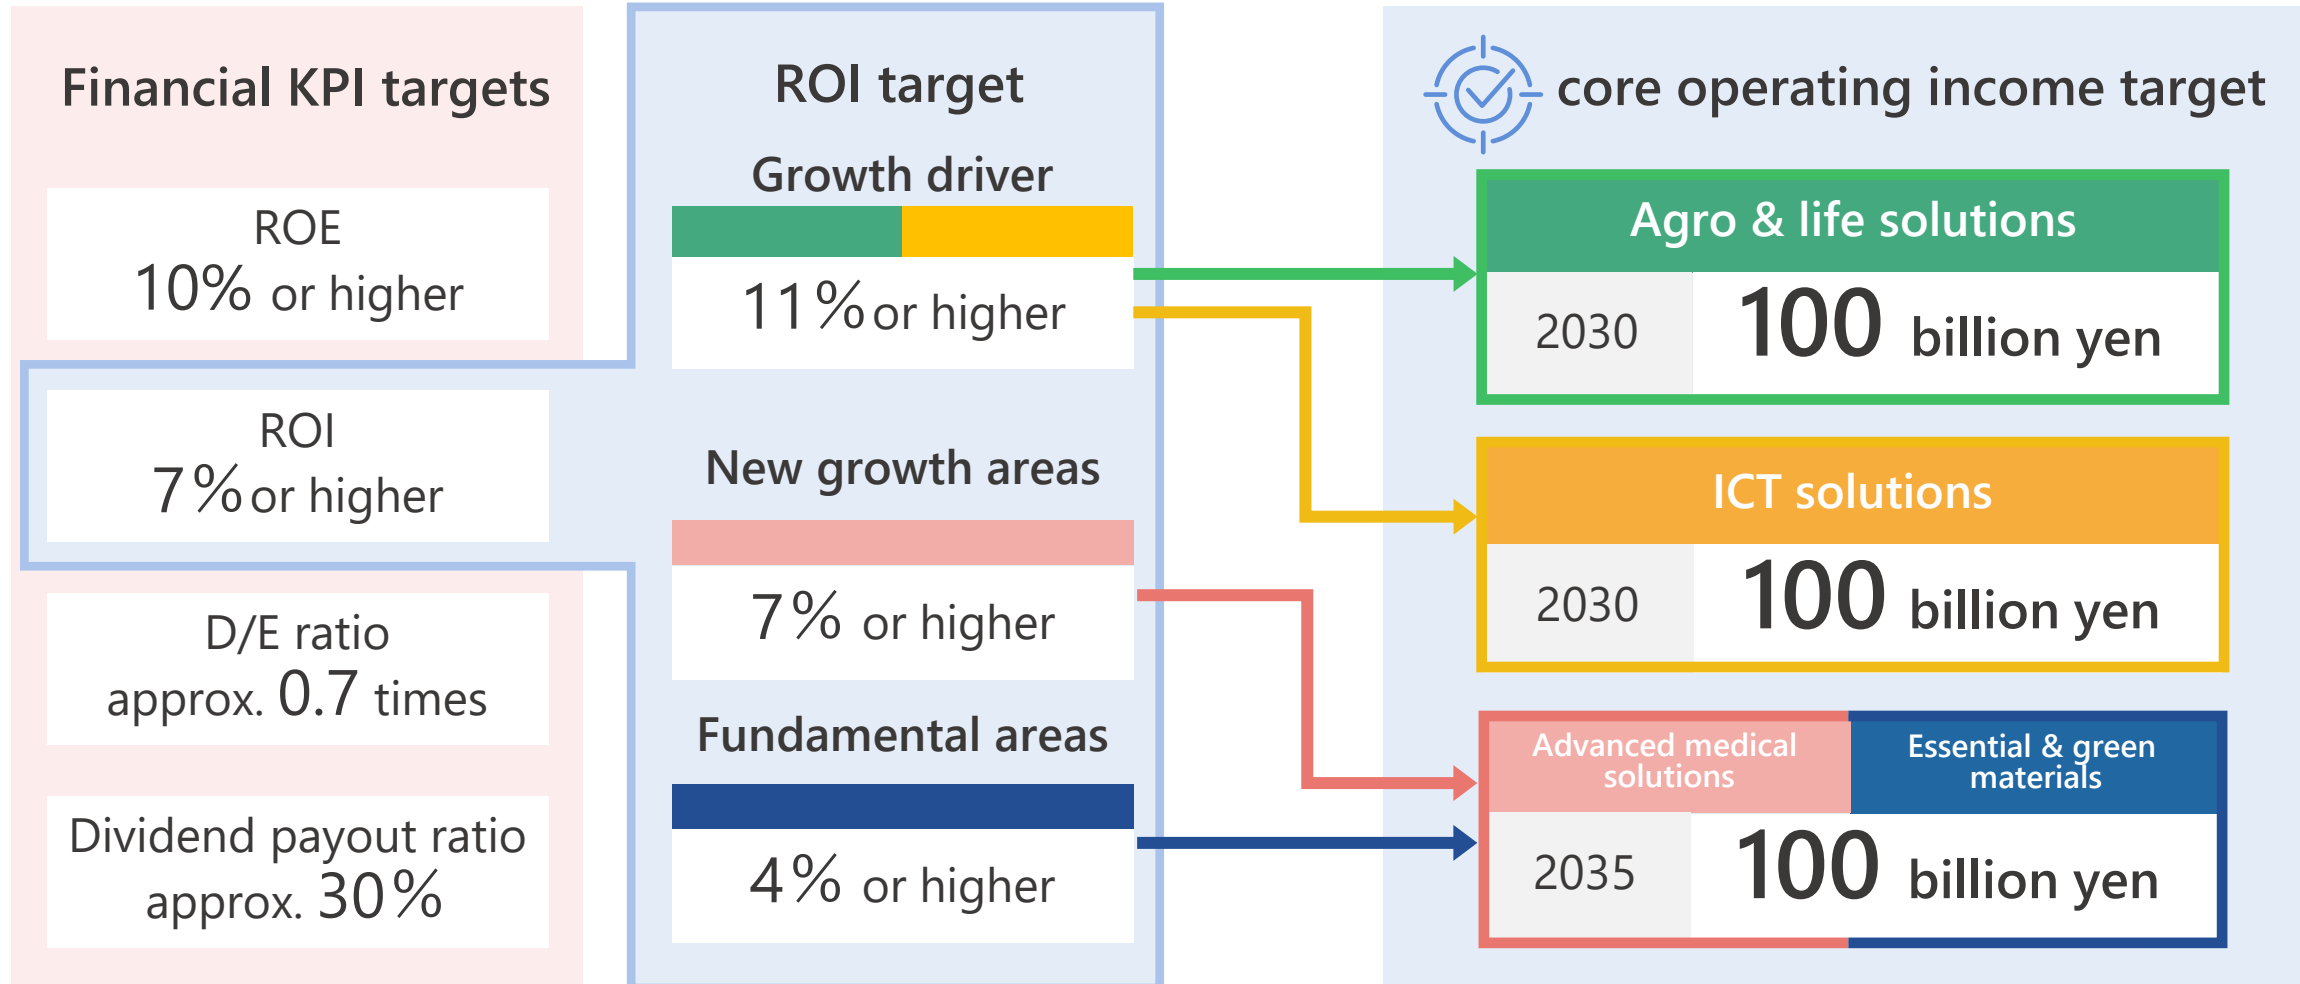 Financial KPI targets
ROE
10% or higher
ROI
7% or higher
D/E ratio
approx. 0.7 times
Dividend payout ratio
approx. 30%
ROI target
Growth driver
11% or higher
New growth areas
7% or higher
Fundamental areas
4% or higher
core operating income target
Agro & life solutions
2030 100 billion yen
ICT solutions
2030 100 billion yen
Advanced medical
solutions
Essential & green
materials
2035 100 billion yen